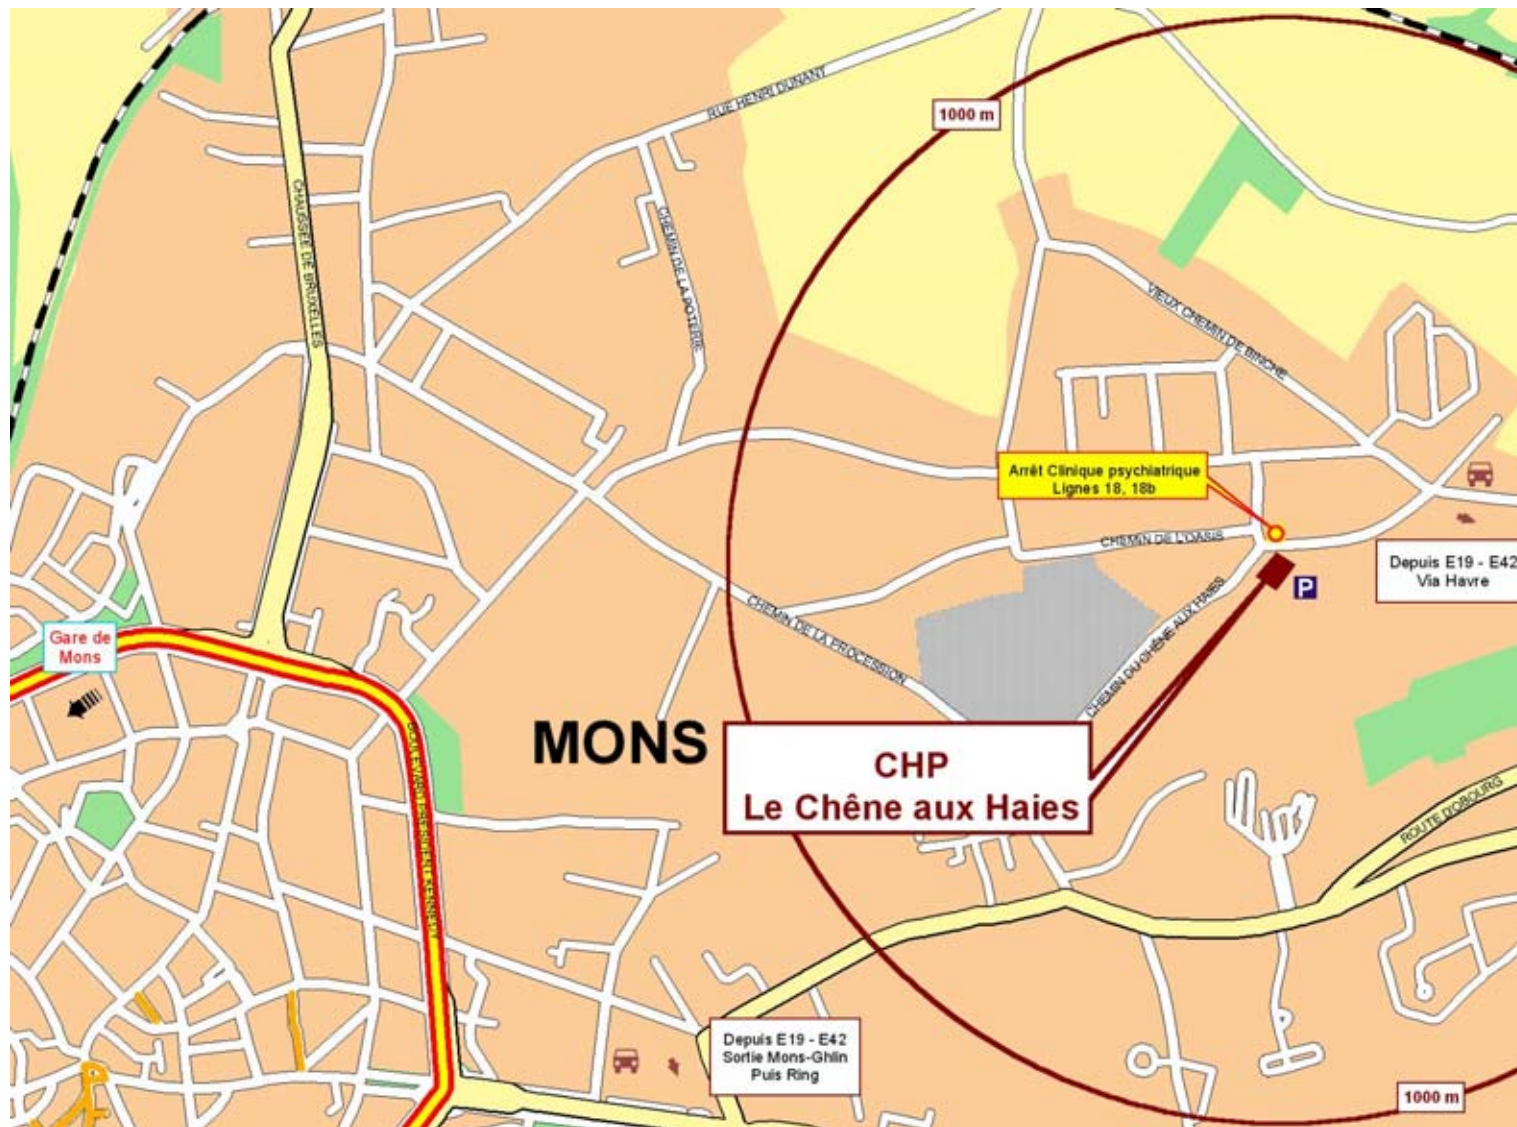 RUE HENRI DUNANT
1000 m
CHAUSSÉE DE BRUXELLES
CHEMIN DE LA POTERIE
VIEUX CHEMIN DE BINCHE
Arrêt Clinique psychiatrique
Lignes 18, 18b
CHEMIN DE L'OASIS
Depuis E19 - E42
Via Havre
P
CHEMIN DU CHÊNE AUX HAIES
CHEMIN DE LA PROCESSION
Gare de
Mons
MONS
CHP
Le Chêne aux Haies
BOULEVARD
ROUTE D'OBOURG
Depuis E19 - E42
Sortie Mons-Ghlin
Puis Ring
1000 m